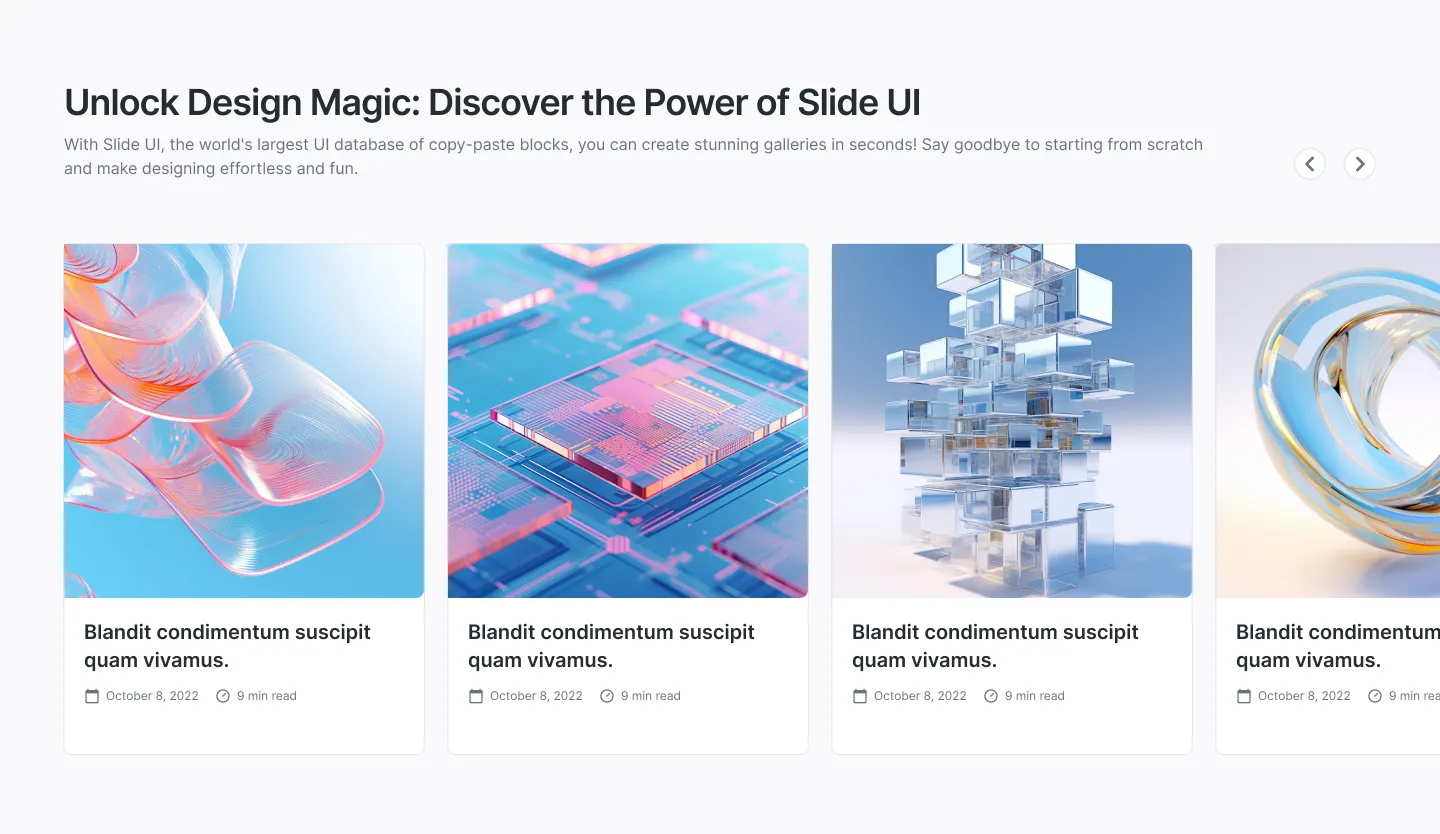 Unlock Design Magic: Discover the Power of Slide UI
With Slide UI, the world's largest UI database of copy-paste blocks, you can create stunning galleries in seconds! Say goodbye to starting from scratch
and make designing effortless and fun.
Blandit condimentum suscipit
quam vivamus.
October 8, 2022 9 min read
Blandit condimentum suscipit
quam vivamus.
October 8, 2022 9 min read
Blandit condimentum suscipit
quam vivamus.
October 8, 2022 9 min read
Blandit condimentum
quam vivamus.
October 8, 2022 9 min rea